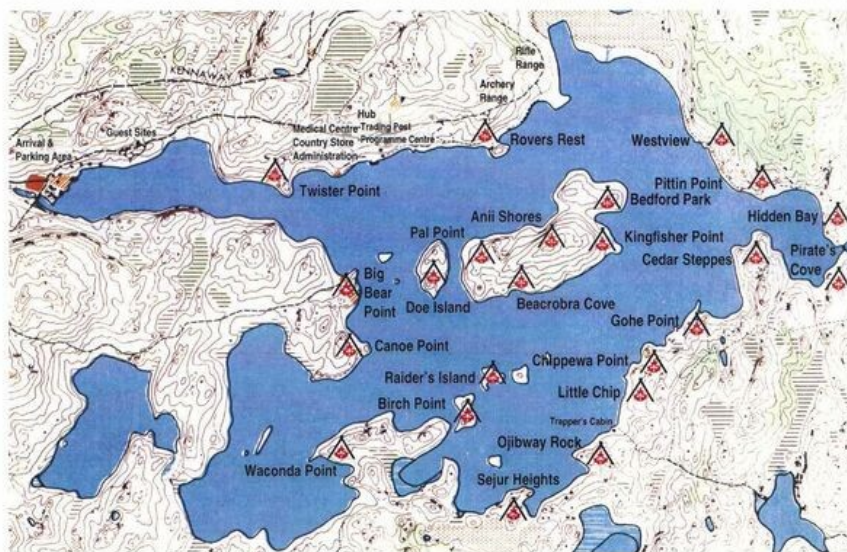 Rifle
Range
KENNAWAY RD
Archery
Range
Hub
Trading Post
Programme Centre
Medical Centre
Country Store
Administration
Guest Sites
Arrival &
Parking Area
Rovers Rest
Westview
Twister Point
Pittin Point
Bedford Park
Anii Shores
Hidden Bay
Pal Point
Kingfisher Point
Cedar Steppes
Pirate's
Cove
Big
Bear
Point
Doe Island
Beacrobra Cove
Gohe Point
Canoe Point
Chippewa Point
Raider's Island
Little Chip
Birch Point
Trapper's Cabin
Ojibway Rock
Waconda Point
Sejur Heights